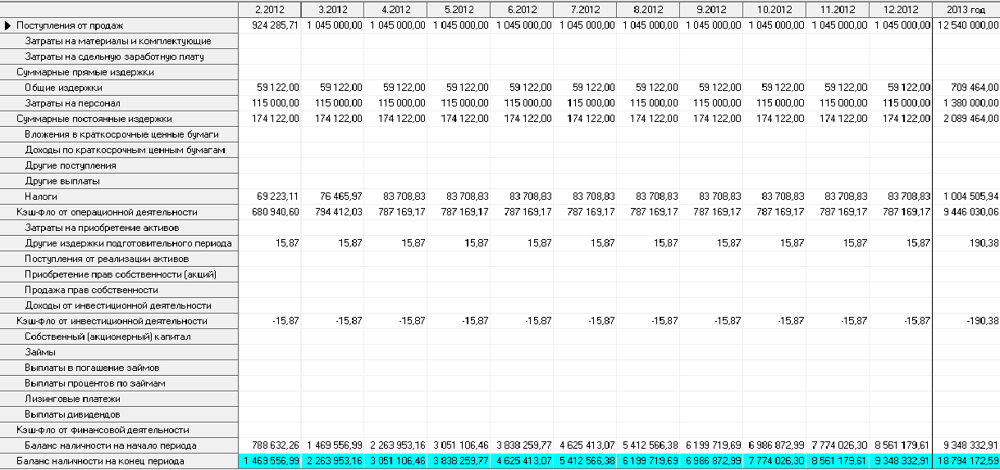 2.2012 3.2012 4.2012 5.2012 6.2012 7.2012 8.2012 9.2012 10.2012 11.2012 12.2012 2013 год
Поступления от продаж 924 285,71 1 045 000,00 1 045 000,00 1 045 000,00 1 045 000,00 1 045 000,00 1 045 000,00 1 045 000,00 1 045 000,00 1 045 000,00 1 045 000,00 12 540 000,00
Затраты на материалы и комплектующие
Затраты на сдельную заработную плату
Суммарные прямые издержки
Общие издержки 59 122,00 59 122,00 59 122,00 59 122,00 59 122,00 59 122,00 59 122,00 59 122,00 59 122,00 59 122,00 59 122,00 709 464,00
Затраты на персонал 115 000,00 115 000,00 115 000,00 115 000,00 115 000,00 115 000,00 115 000,00 115 000,00 115 000,00 115 000,00 115 000,00 1 380 000,00
Суммарные постоянные издержки 174 122,00 174 122,00 174 122,00 174 122,00 174 122,00 174 122,00 174 122,00 174 122,00 174 122,00 174 122,00 174 122,00 2 089 464,00
Вложения в краткосрочные ценные бумаги
Доходы по краткосрочным ценным бумагам
Другие поступления
Другие выплаты
Налоги 69 223,11 76 465,97 83 708,83 83 708,83 83 708,83 83 708,83 83 708,83 83 708,83 83 708,83 83 708,83 83 708,83 1 004 505,94
Кэш-фло от операционной деятельности 680 940,60 794 412,03 787 169,17 787 169,17 787 169,17 787 169,17 787 169,17 787 169,17 787 169,17 787 169,17 787 169,17 9 446 030,06
Затраты на приобретение активов
Другие издержки подготовительного периода 15,87 15,87 15,87 15,87 15,87 15,87 15,87 15,87 15,87 15,87 15,87 190,38
Поступления от реализации активов
Приобретение прав собственности (акций)
Продажа прав собственности
Доходы от инвестиционной деятельности
Кэш-фло от инвестиционной деятельности -15,87 -15,87 -15,87 -15,87 -15,87 -15,87 -15,87 -15,87 -15,87 -15,87 -15,87 -190,38
Собственный (акционерный) капитал
Займы
Выплаты в погашение займов
Выплаты процентов по займам
Лизинговые платежи
Выплаты дивидендов
Кэш-фло от финансовой деятельности
Баланс наличности на начало периода 788 632,26 1 469 556,99 2 263 953,16 3 051 106,46 3 838 259,77 4 625 413,07 5 412 566,38 6 199 719,69 6 986 872,99 7 774 026,30 8 561 179,61 9 348 332,91
Баланс наличности на конец периода 1 469 556,99 2 263 953,16 3 051 106,46 3 838 259,77 4 625 413,07 5 412 566,38 6 199 719,69 6 986 872,99 7 774 026,30 8 561 179,61 9 348 332,91 18 794 172,59